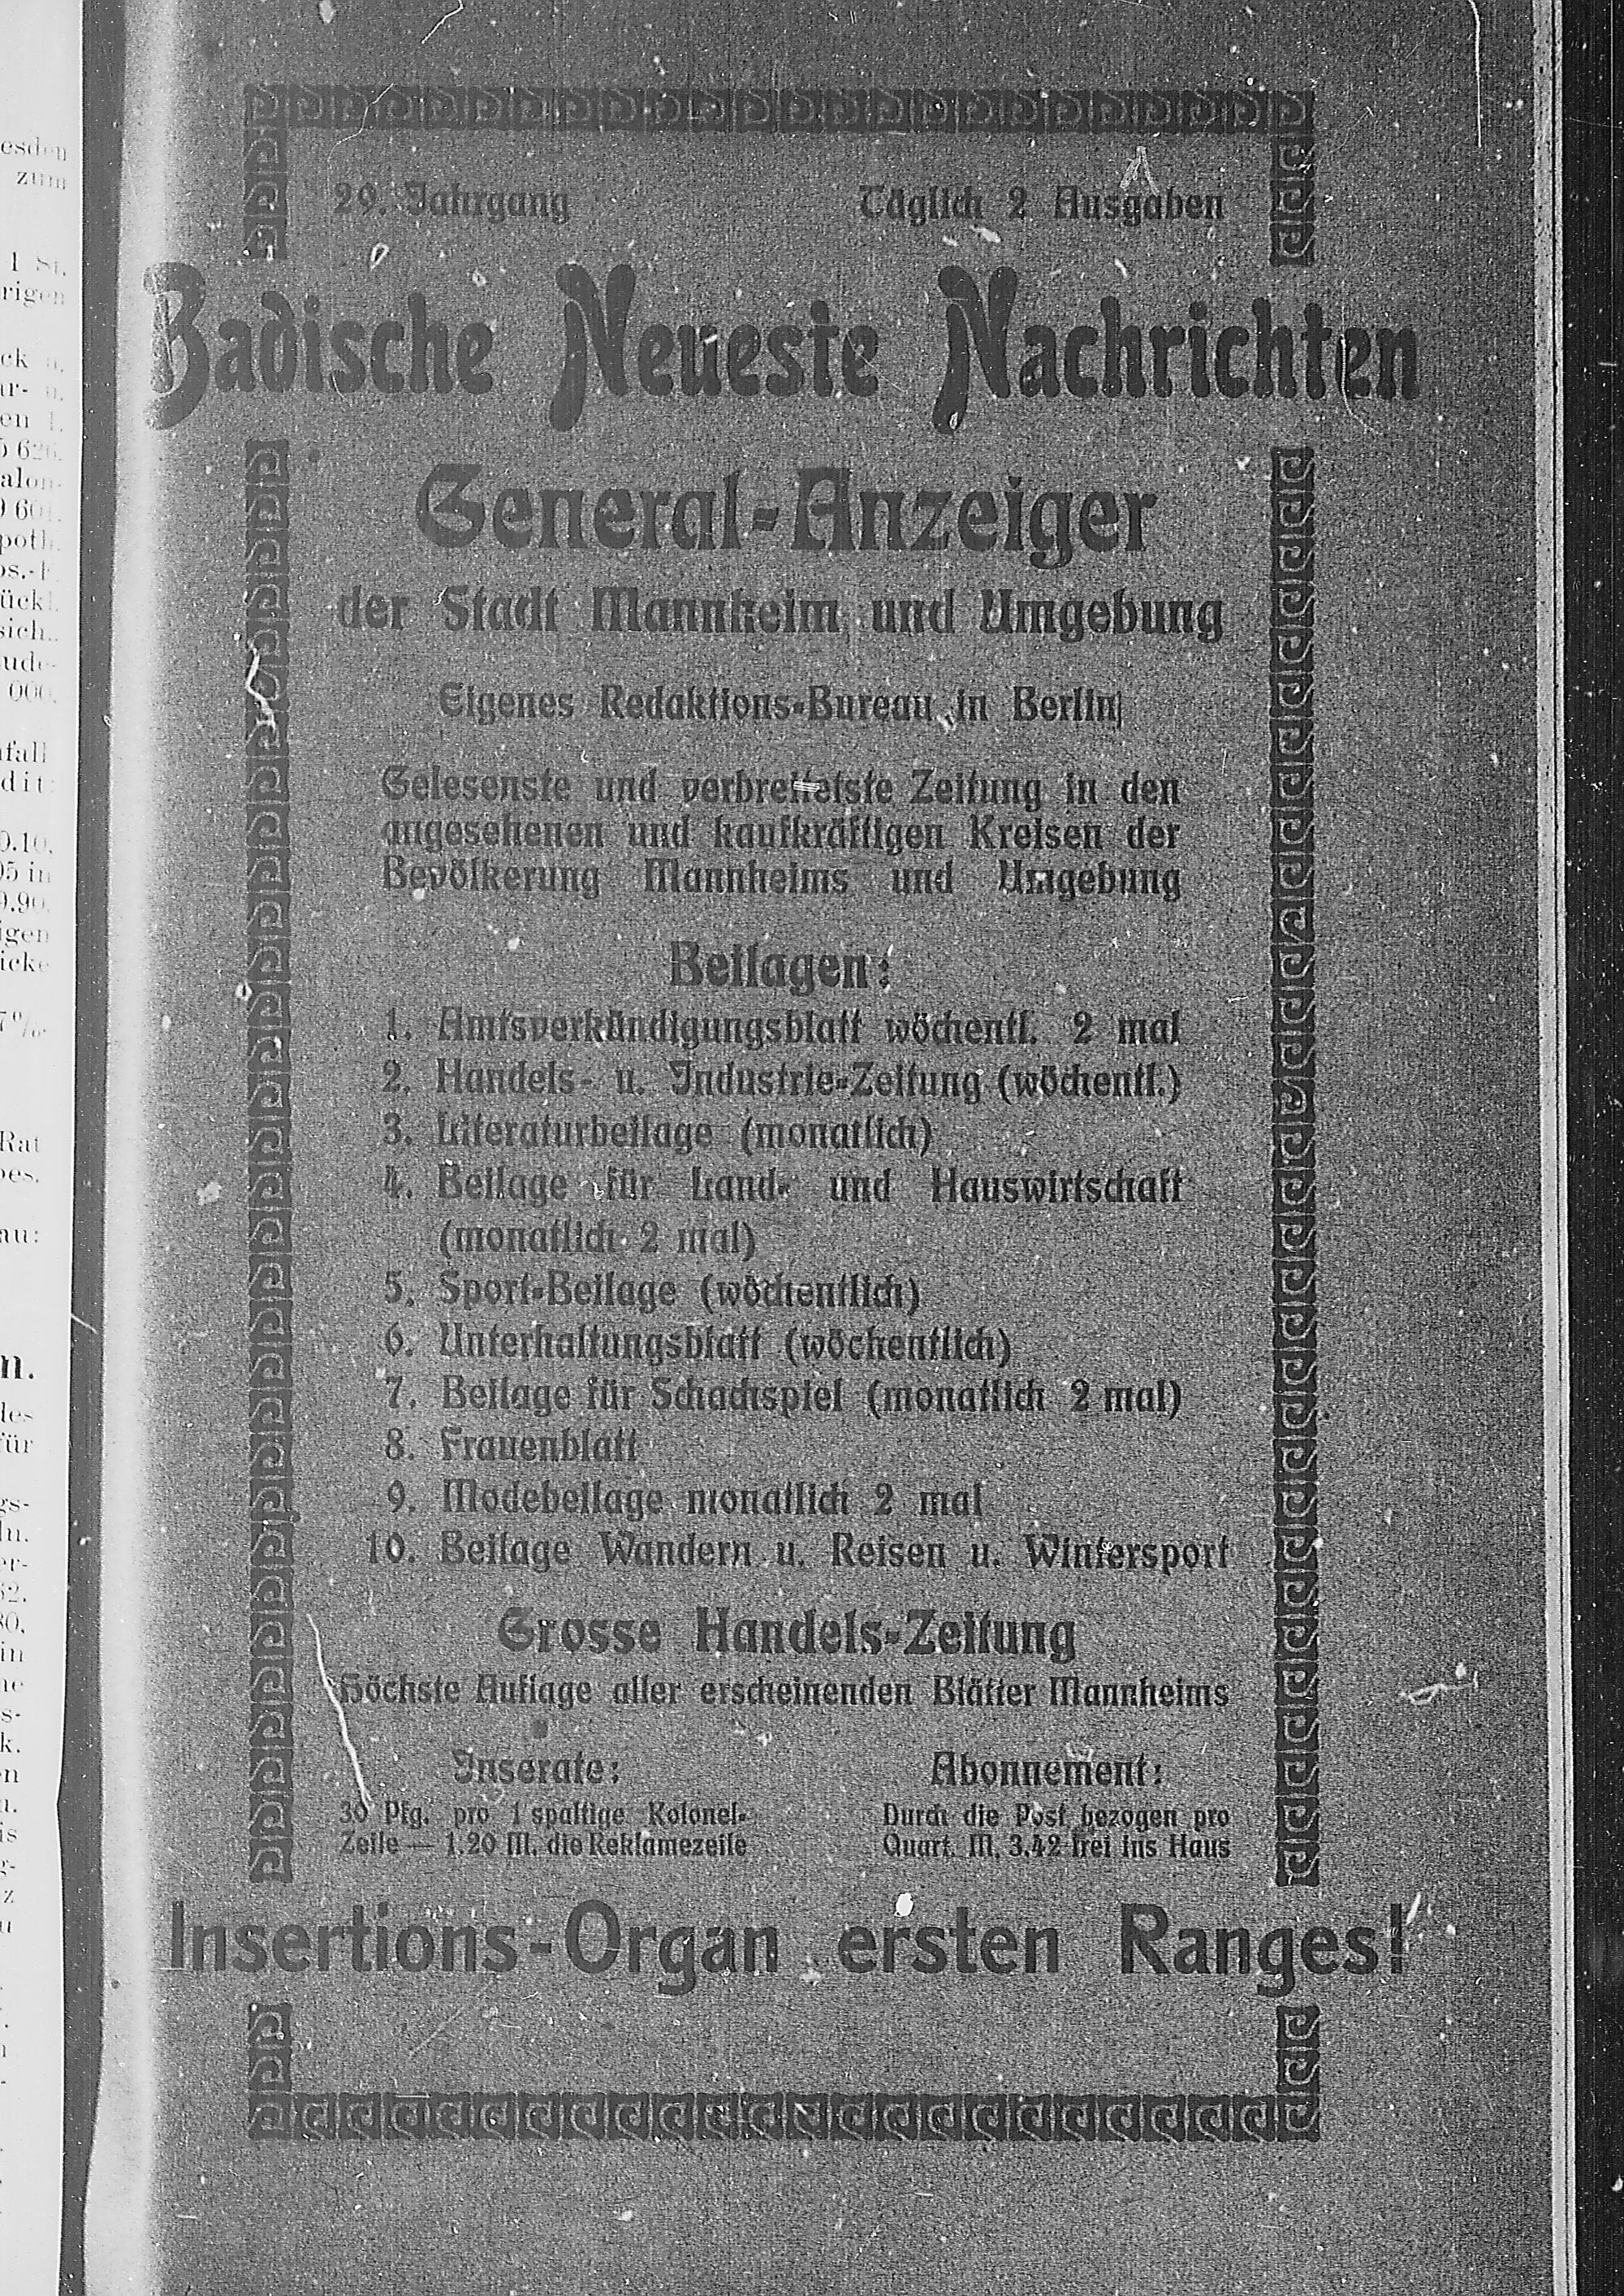 29. Jahrgang
Täglich 2 Ausgaben
Badische Neueste Nachrichten
General-Anzeiger
der Stadt Mannheim und Umgebung
Eigenes Redaktions-Bureau in Berlin
Gelesenste und verbreitetste Zeitung in den
angesehenen und kaufkräftigen Kreisen der
Bevölkerung Mannheims und Umgebung
Beilagen:
1. Amtsverkündigungsblatt wöchentl. 2 mal
2. Handels- u. Industrie-Zeitung (wöchentl.)
3. Literaturbeilage (monatlich)
4. Beilage für Land- und Hauswirtschaft
(monatlich 2 mal)
5. Sport-Beilage (wöchentlich)
6. Unterhaltungsblatt (wöchentlich)
7. Beilage für Schachspiel (monatlich 2 mal)
8. Frauenblatt
9. Modebeilage monatlich 2 mal
10. Beilage Wandern u. Reisen u. Wintersport
Grosse Handels-Zeitung
Höchste Auflage aller erscheinenden Blätter Mannheims
Inserate:
30 Pfg. pro 1 spaltige Kolonel-
Zeile — 1.20 M. die Reklamezeile
Abonnement:
Durch die Post bezogen pro
Quart. M. 3.42 frei ins Haus
Insertions-Organ ersten Ranges!